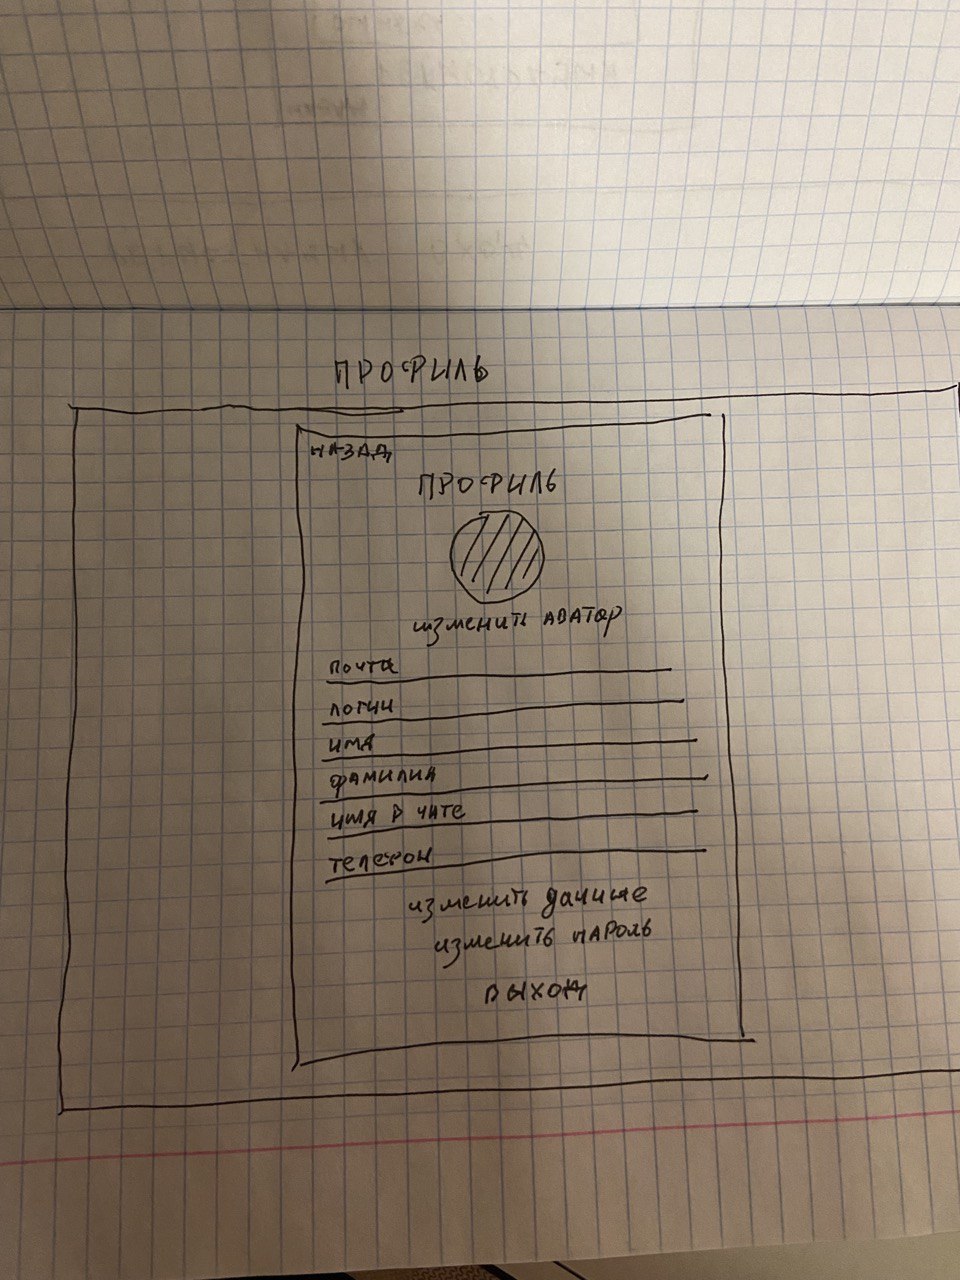 ПРОФИЛЬ
НАЗАД
ПРОФИЛЬ
изменить аватар
почта
логин
имя
фамилия
имя в чате
телефон
изменить данные
изменить пароль
выход